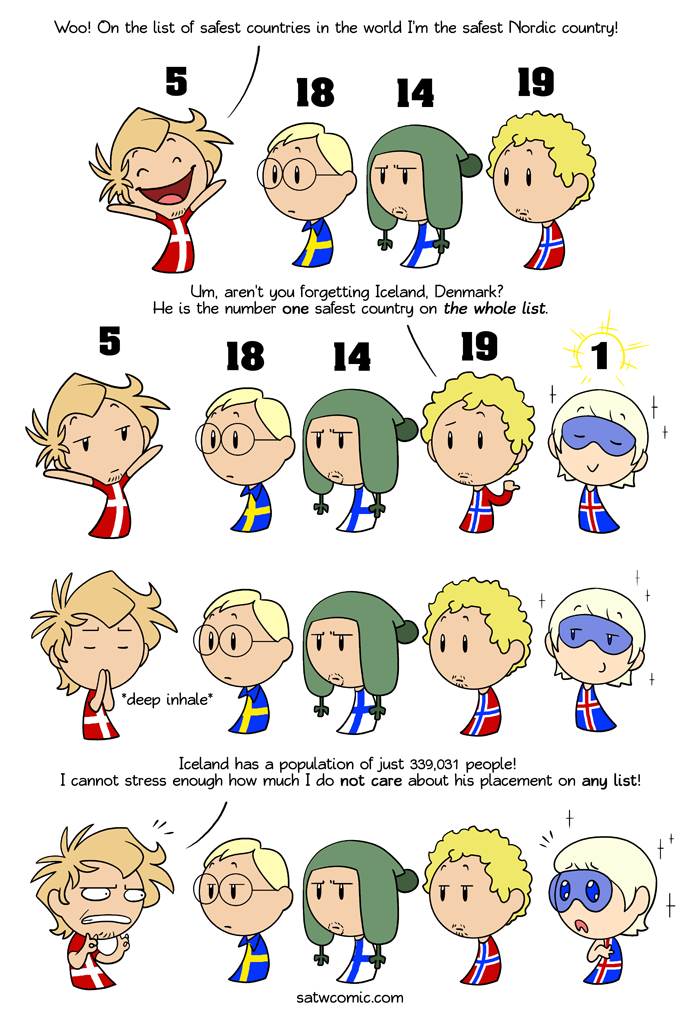 Woo! On the list of safest countries in the world I'm the safest Nordic country!
5 18 14 19
Um, aren't you forgetting Iceland, Denmark?
He is the number one safest country on the whole list.
5 18 14 19 1
*deep inhale*
Iceland has a population of just 339,031 people!
I cannot stress enough how much I do not care about his placement on any list!
satwcomic.com